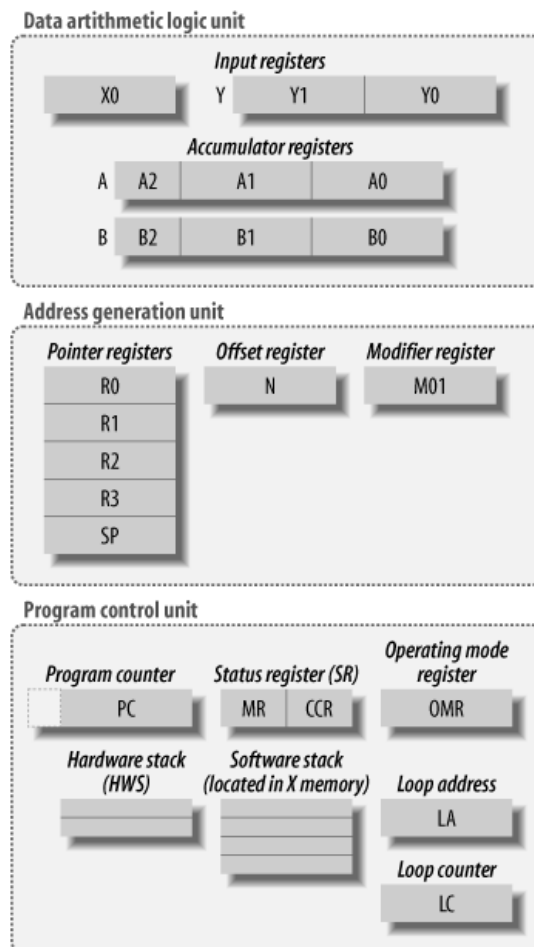 Data artithmetic logic unit
Input registers
X0 Y Y1 Y0
Accumulator registers
A A2 A1 A0
B B2 B1 B0
Address generation unit
Pointer registers Offset register Modifier register
R0 N M01
R1
R2
R3
SP
Program control unit
Program counter Status register (SR) Operating mode
register
PC MR CCR OMR
Hardware stack
(HWS)
Software stack
(located in X memory)
Loop address
LA
Loop counter
LC